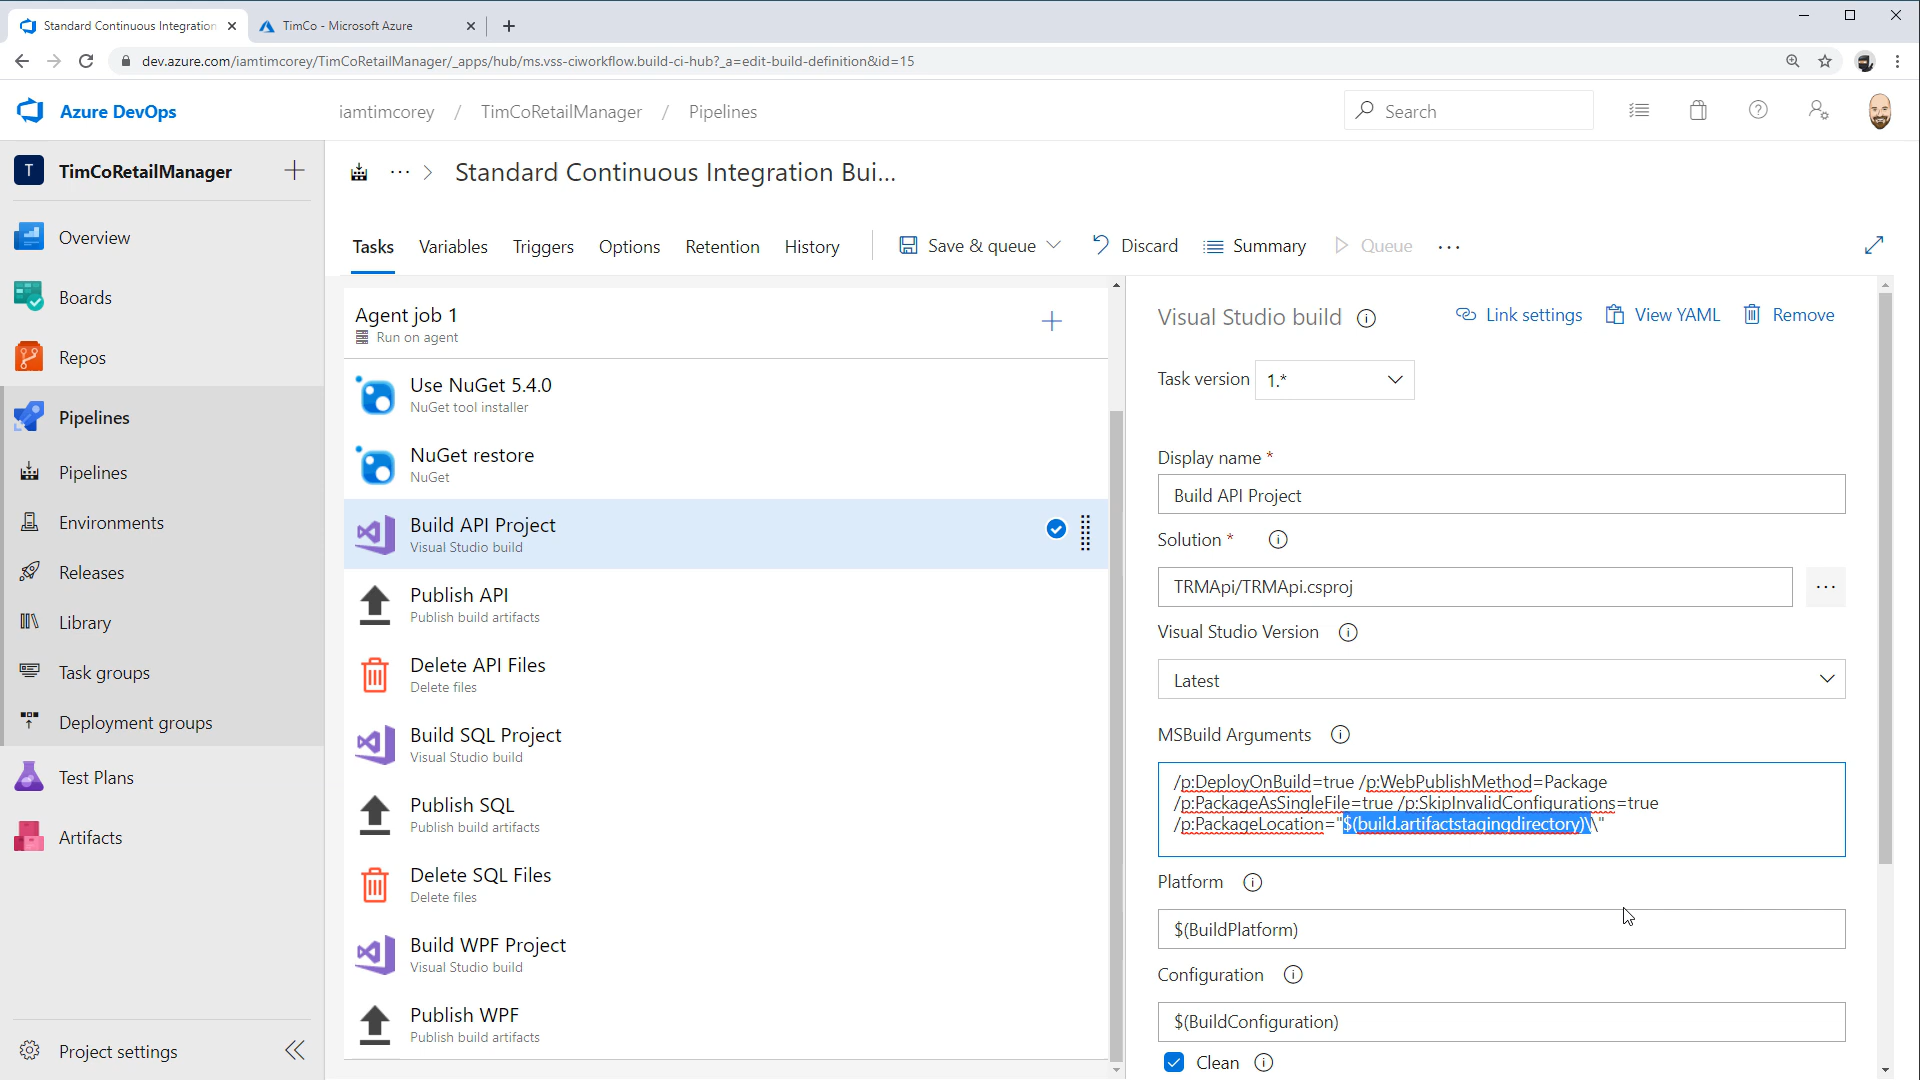 Standard Continuous Integration
TimCo - Microsoft Azure
dev.azure.com/iamtimcorey/TimCoRetailManager/_apps/hub/ms.vss-ciworkflow.build-ci-hub?_a=edit-build-definition&id=15
Azure DevOps
iamtimcorey / TimCoRetailManager / Pipelines
Search
T TimCoRetailManager
Standard Continuous Integration Bui...
Overview
Boards
Repos
Pipelines
Pipelines
Environments
Releases
Library
Task groups
Deployment groups
Test Plans
Artifacts
Project settings
Tasks Variables Triggers Options Retention History Save & queue Discard Summary Queue
Agent job 1
Run on agent
Use NuGet 5.4.0
NuGet tool installer
NuGet restore
NuGet
Build API Project
Visual Studio build
Publish API
Publish build artifacts
Delete API Files
Delete files
Build SQL Project
Visual Studio build
Publish SQL
Publish build artifacts
Delete SQL Files
Delete files
Build WPF Project
Visual Studio build
Publish WPF
Publish build artifacts
Visual Studio build Link settings View YAML Remove
Task version 1.*
Display name *
Build API Project
Solution *
TRMApi/TRMApi.csproj
Visual Studio Version
Latest
MSBuild Arguments
/p:DeployOnBuild=true /p:WebPublishMethod=Package
/p:PackageAsSingleFile=true /p:SkipInvalidConfigurations=true
/p:PackageLocation="$(build.artifactstagingdirectory)\\"
Platform
$(BuildPlatform)
Configuration
$(BuildConfiguration)
Clean